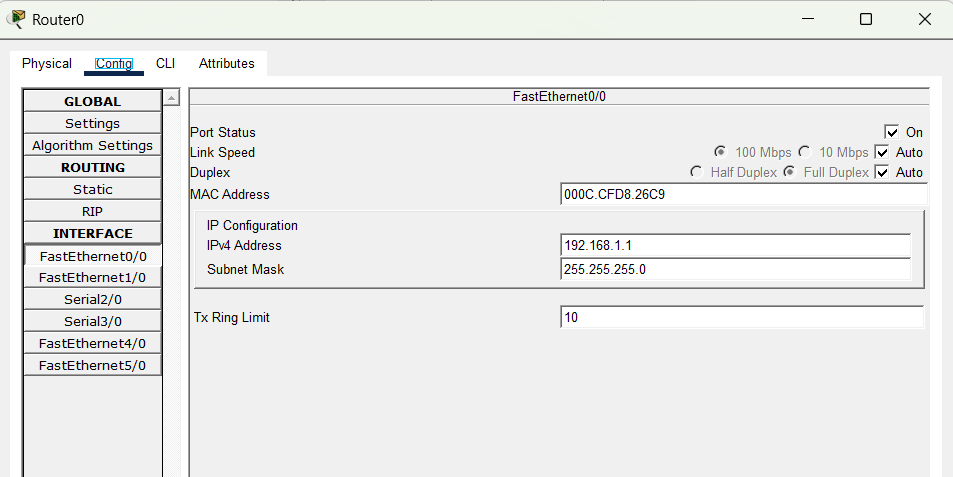 Router0
Physical Config CLI Attributes
GLOBAL
Settings
Algorithm Settings
ROUTING
Static
RIP
INTERFACE
FastEthernet0/0
FastEthernet1/0
Serial2/0
Serial3/0
FastEthernet4/0
FastEthernet5/0
FastEthernet0/0
Port Status On
Link Speed 100 Mbps 10 Mbps Auto
Duplex Half Duplex Full Duplex Auto
MAC Address 000C.CFD8.26C9
IP Configuration
IPv4 Address 192.168.1.1
Subnet Mask 255.255.255.0
Tx Ring Limit 10